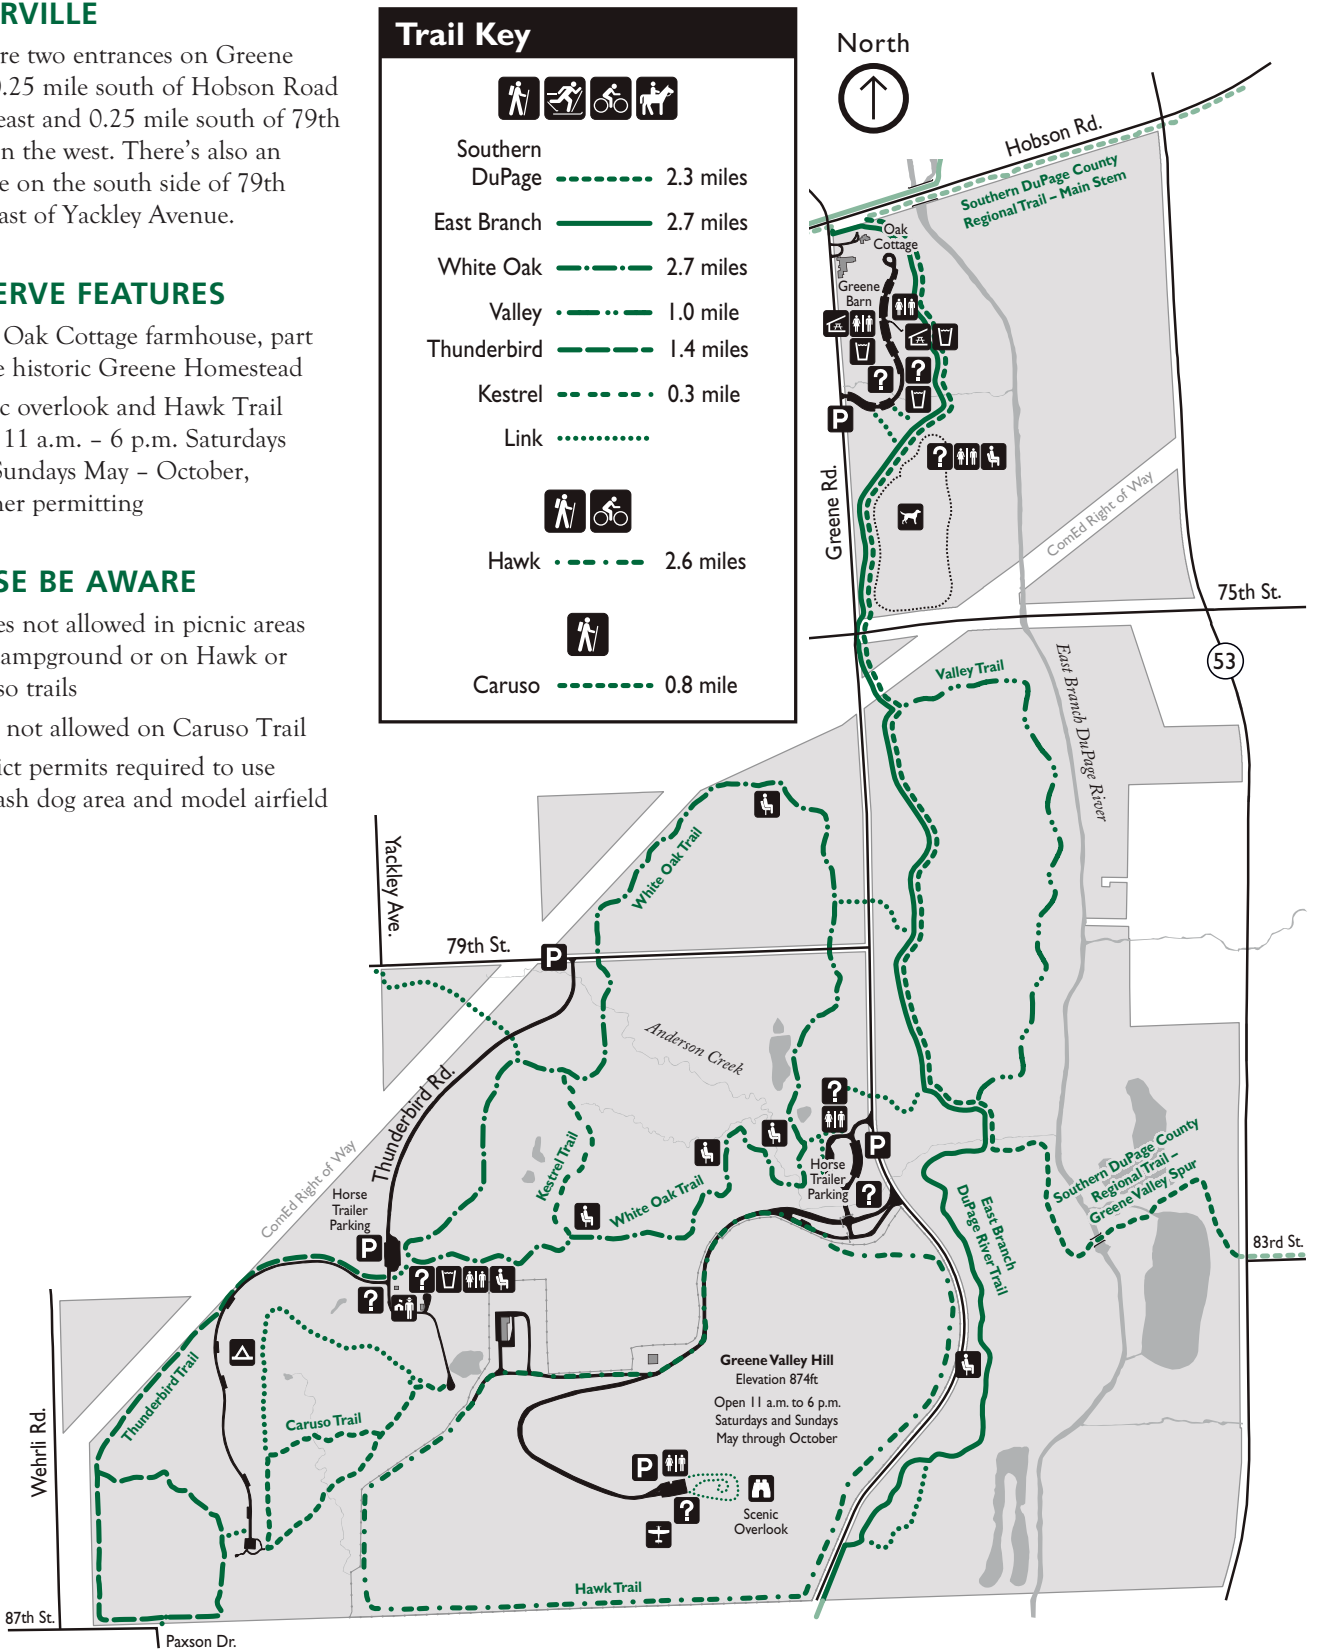 RVILLE
re two entrances on Greene
0.25 mile south of Hobson Road
east and 0.25 mile south of 79th
n the west. There's also an
e on the south side of 79th
ast of Yackley Avenue.
ERVE FEATURES
Oak Cottage farmhouse, part
e historic Greene Homestead
c overlook and Hawk Trail
11 a.m. – 6 p.m. Saturdays
Sundays May – October,
her permitting
SE BE AWARE
es not allowed in picnic areas
ampground or on Hawk or
so trails
not allowed on Caruso Trail
ict permits required to use
ash dog area and model airfield
Trail Key
Southern
DuPage 2.3 miles
East Branch 2.7 miles
White Oak 2.7 miles
Valley 1.0 mile
Thunderbird 1.4 miles
Kestrel 0.3 mile
Link
Hawk 2.6 miles
Caruso 0.8 mile
North
Hobson Rd.
Southern DuPage County
Regional Trail – Main Stem
Oak
Cottage
Greene
Barn
?
?
P
?
Greene Rd.
ComEd Right of Way
75th St.
53
Valley Trail
East Branch DuPage River
White Oak Trail
Yackley Ave.
79th St.
P
Anderson Creek
Thunderbird Rd.
ComEd Right of Way
Kestrel Trail
White Oak Trail
?
P
Horse
Trailer
Parking
?
Horse
Trailer
Parking
P
?
?
Southern DuPage County
Regional Trail –
Greene Valley Spur
East Branch
DuPage River Trail
83rd St.
Thunderbird Trail
Caruso Trail
Wehrli Rd.
Greene Valley Hill
Elevation 874ft
Open 11 a.m. to 6 p.m.
Saturdays and Sundays
May through October
P
?
Scenic
Overlook
Hawk Trail
87th St.
Paxson Dr.